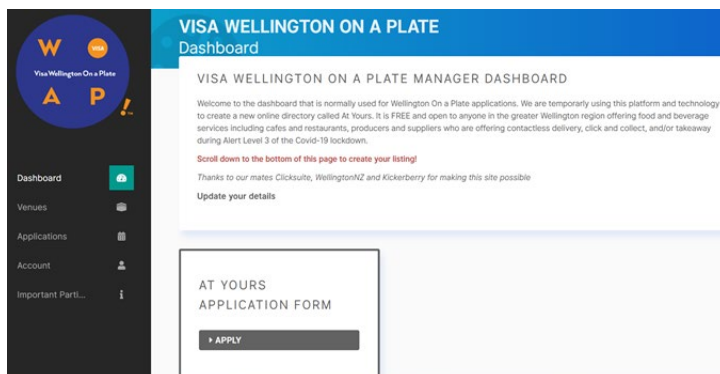 W VISA
Visa Wellington On a Plate
A P !
Dashboard
Venues
Applications
Account
Important Parti...
VISA WELLINGTON ON A PLATE
Dashboard
VISA WELLINGTON ON A PLATE MANAGER DASHBOARD
Welcome to the dashboard that is normally used for Wellington On a Plate applications. We are temporarly using this platform and technology
to create a new online directory called At Yours. It is FREE and open to anyone in the greater Wellington region offering food and beverage
services including cafes and restaurants, producers and suppliers who are offering contactless delivery, click and collect, and/or takeaway
during Alert Level 3 of the Covid-19 lockdown.
Scroll down to the bottom of this page to create your listing!
Thanks to our mates Clicksuite, WellingtonNZ and Kickerberry for making this site possible
Update your details
AT YOURS
APPLICATION FORM
APPLY